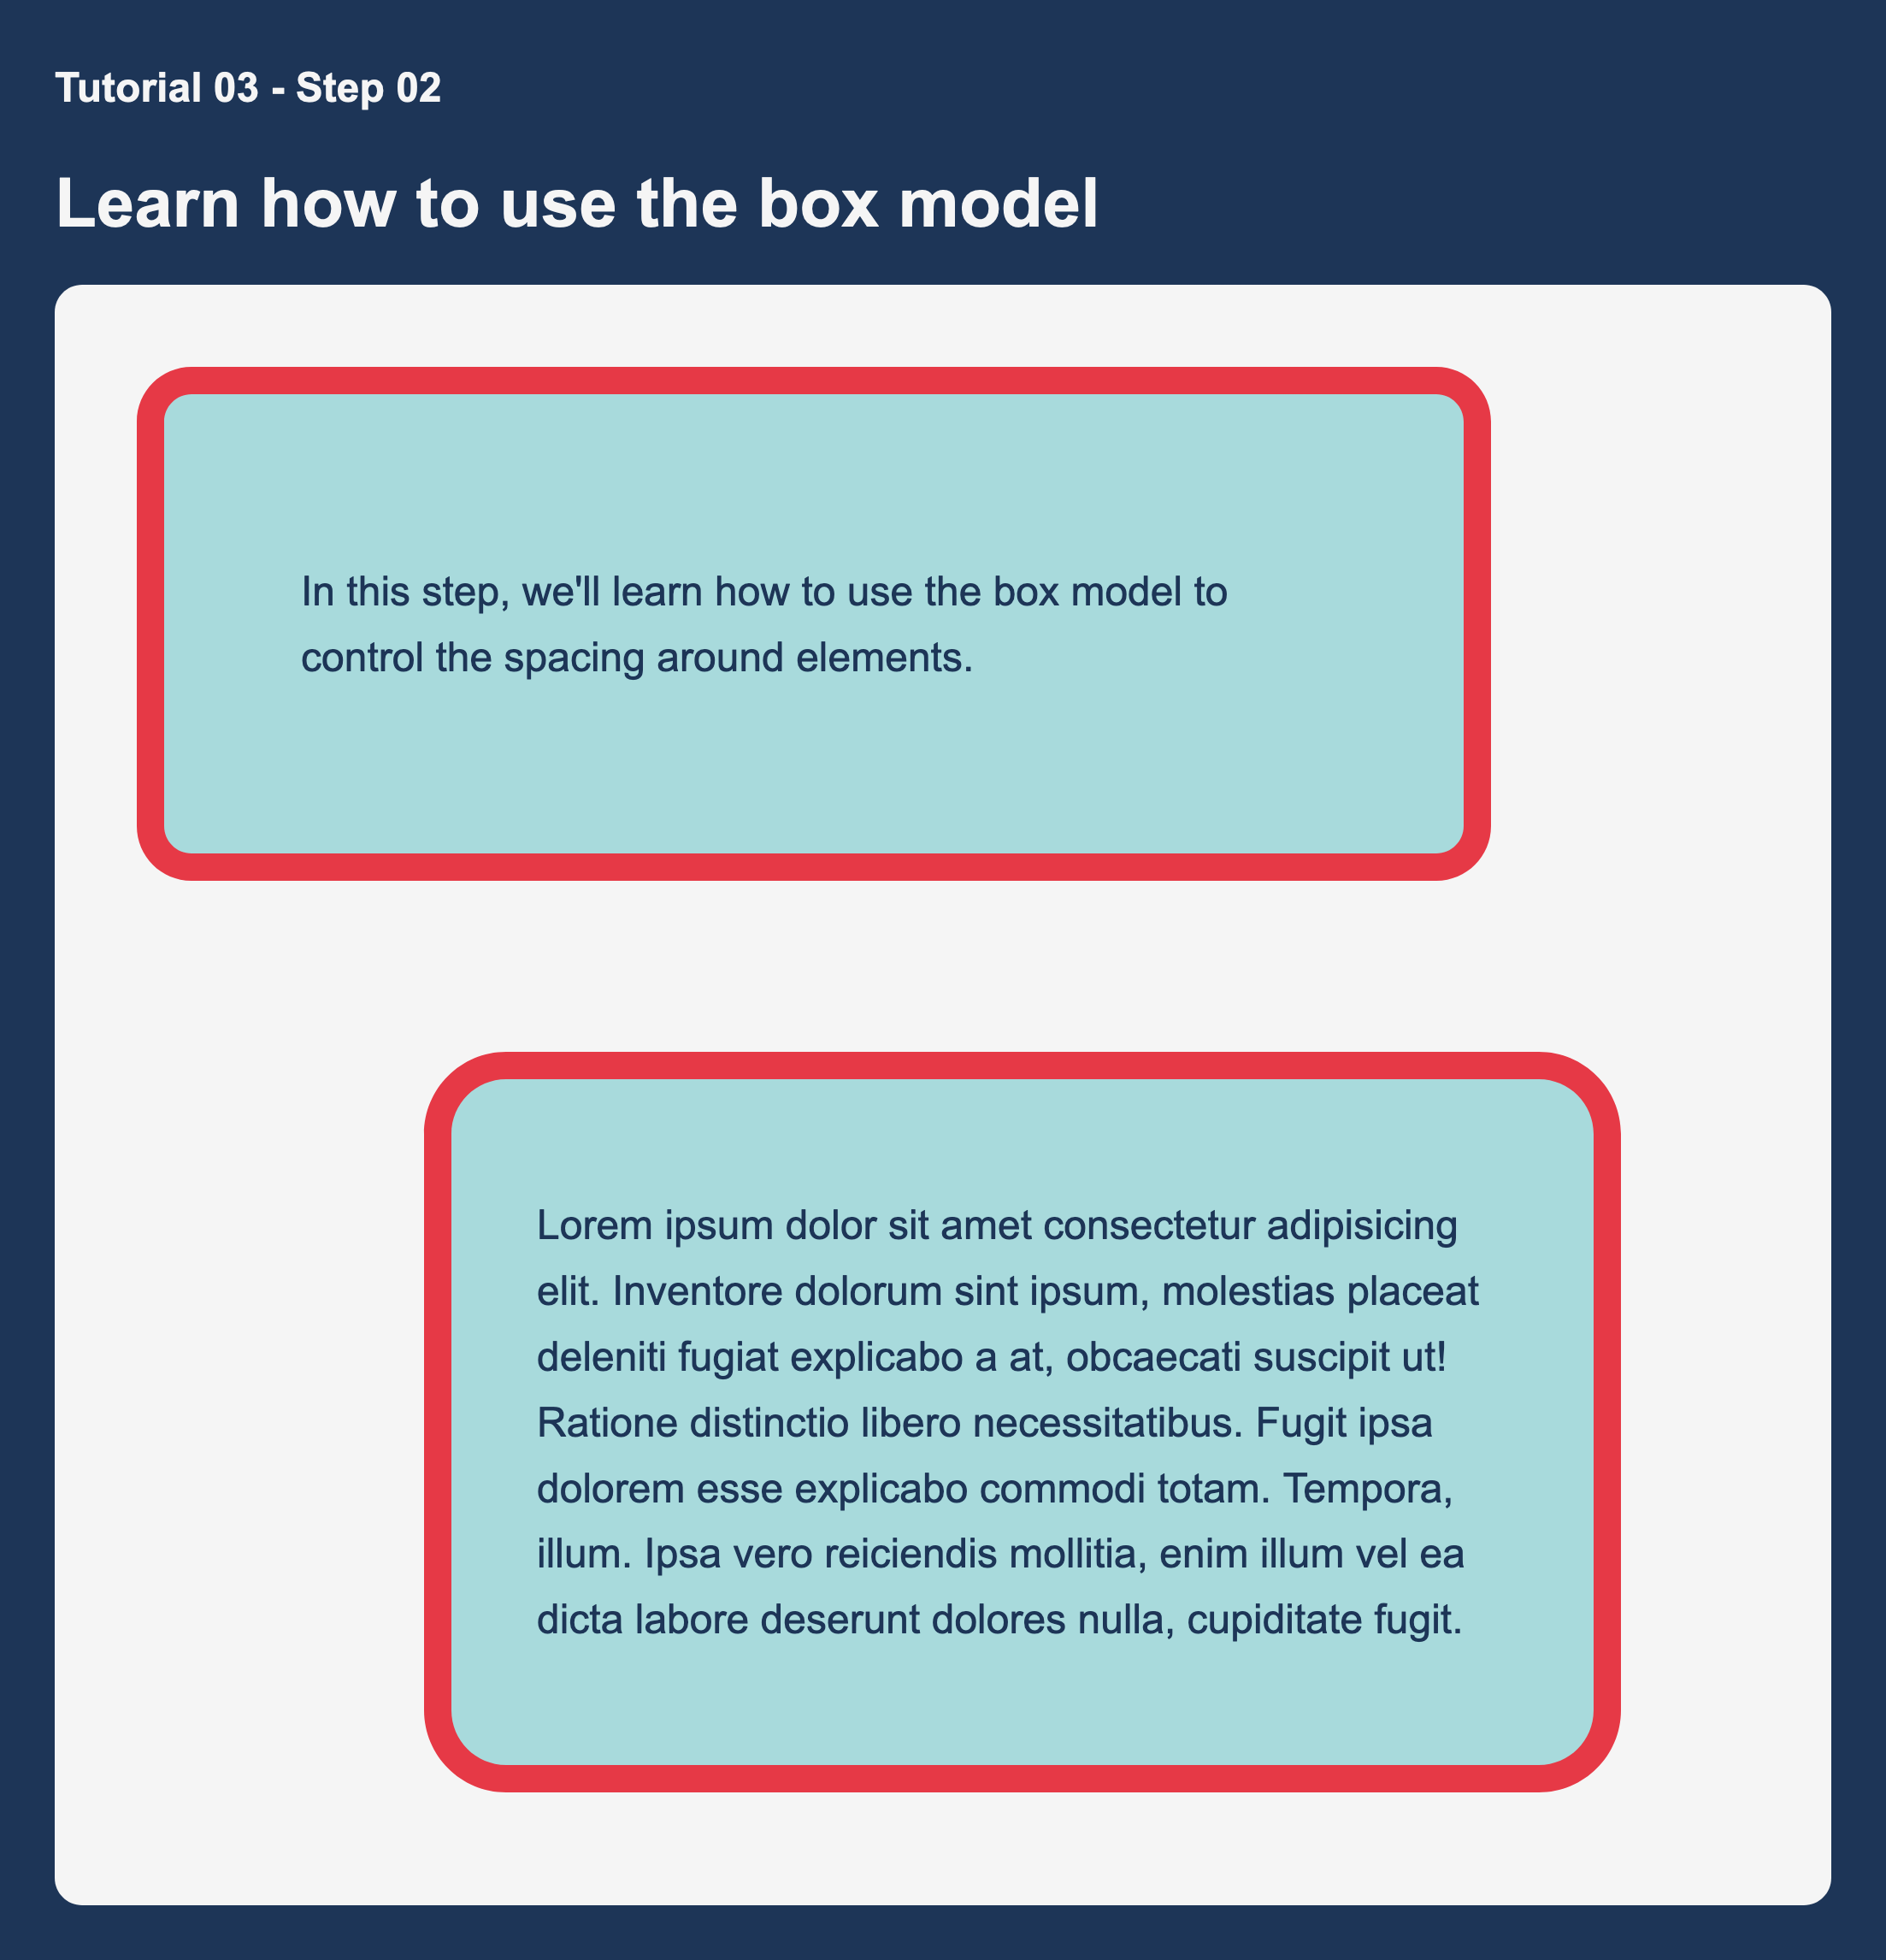 Tutorial 03 - Step 02
Learn how to use the box model
In this step, we'll learn how to use the box model to
control the spacing around elements.
Lorem ipsum dolor sit amet consectetur adipisicing
elit. Inventore dolorum sint ipsum, molestias placeat
deleniti fugiat explicabo a at, obcaecati suscipit ut!
Ratione distinctio libero necessitatibus. Fugit ipsa
dolorem esse explicabo commodi totam. Tempora,
illum. Ipsa vero reiciendis mollitia, enim illum vel ea
dicta labore deserunt dolores nulla, cupiditate fugit.